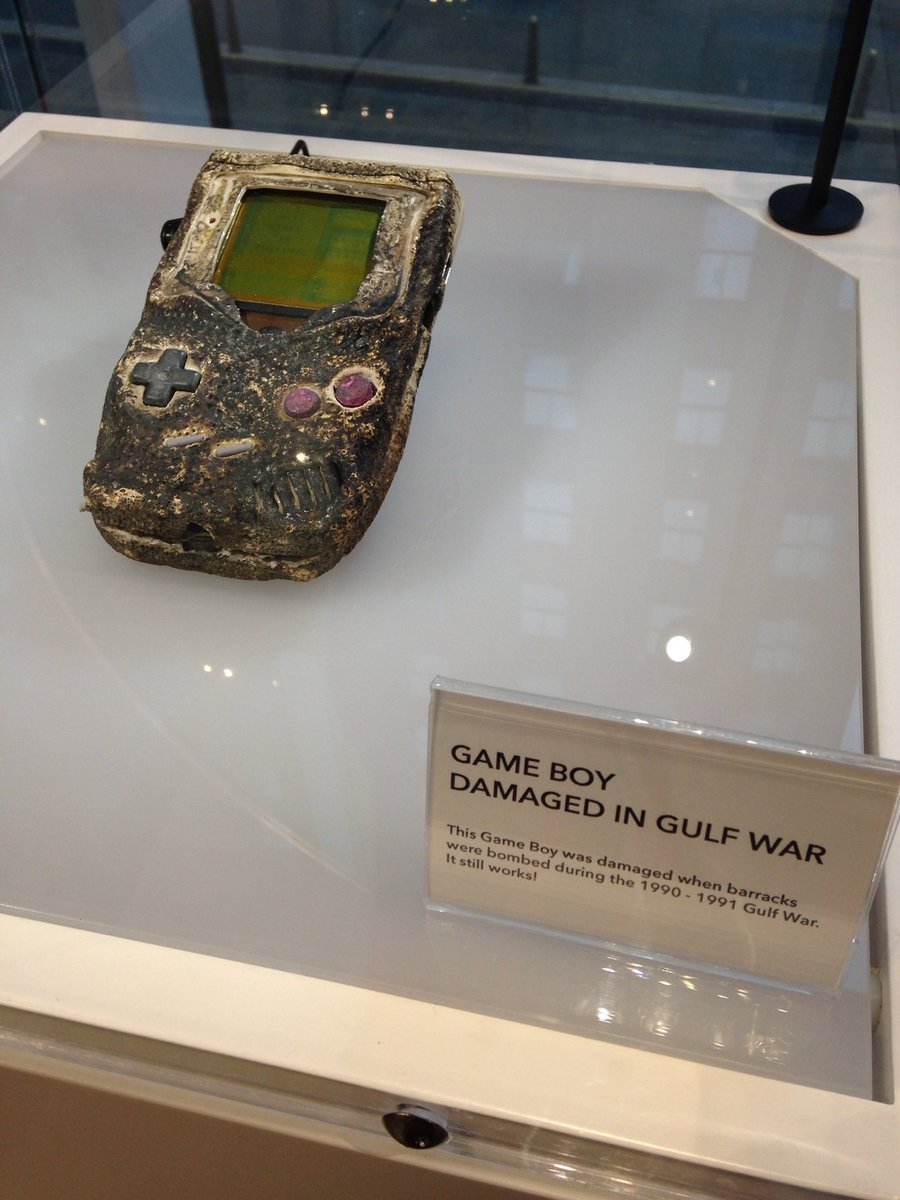 GAME BOY
DAMAGED IN GULF WAR
This Game Boy was damaged when barracks
were bombed during the 1990 - 1991 Gulf War.
It still works!